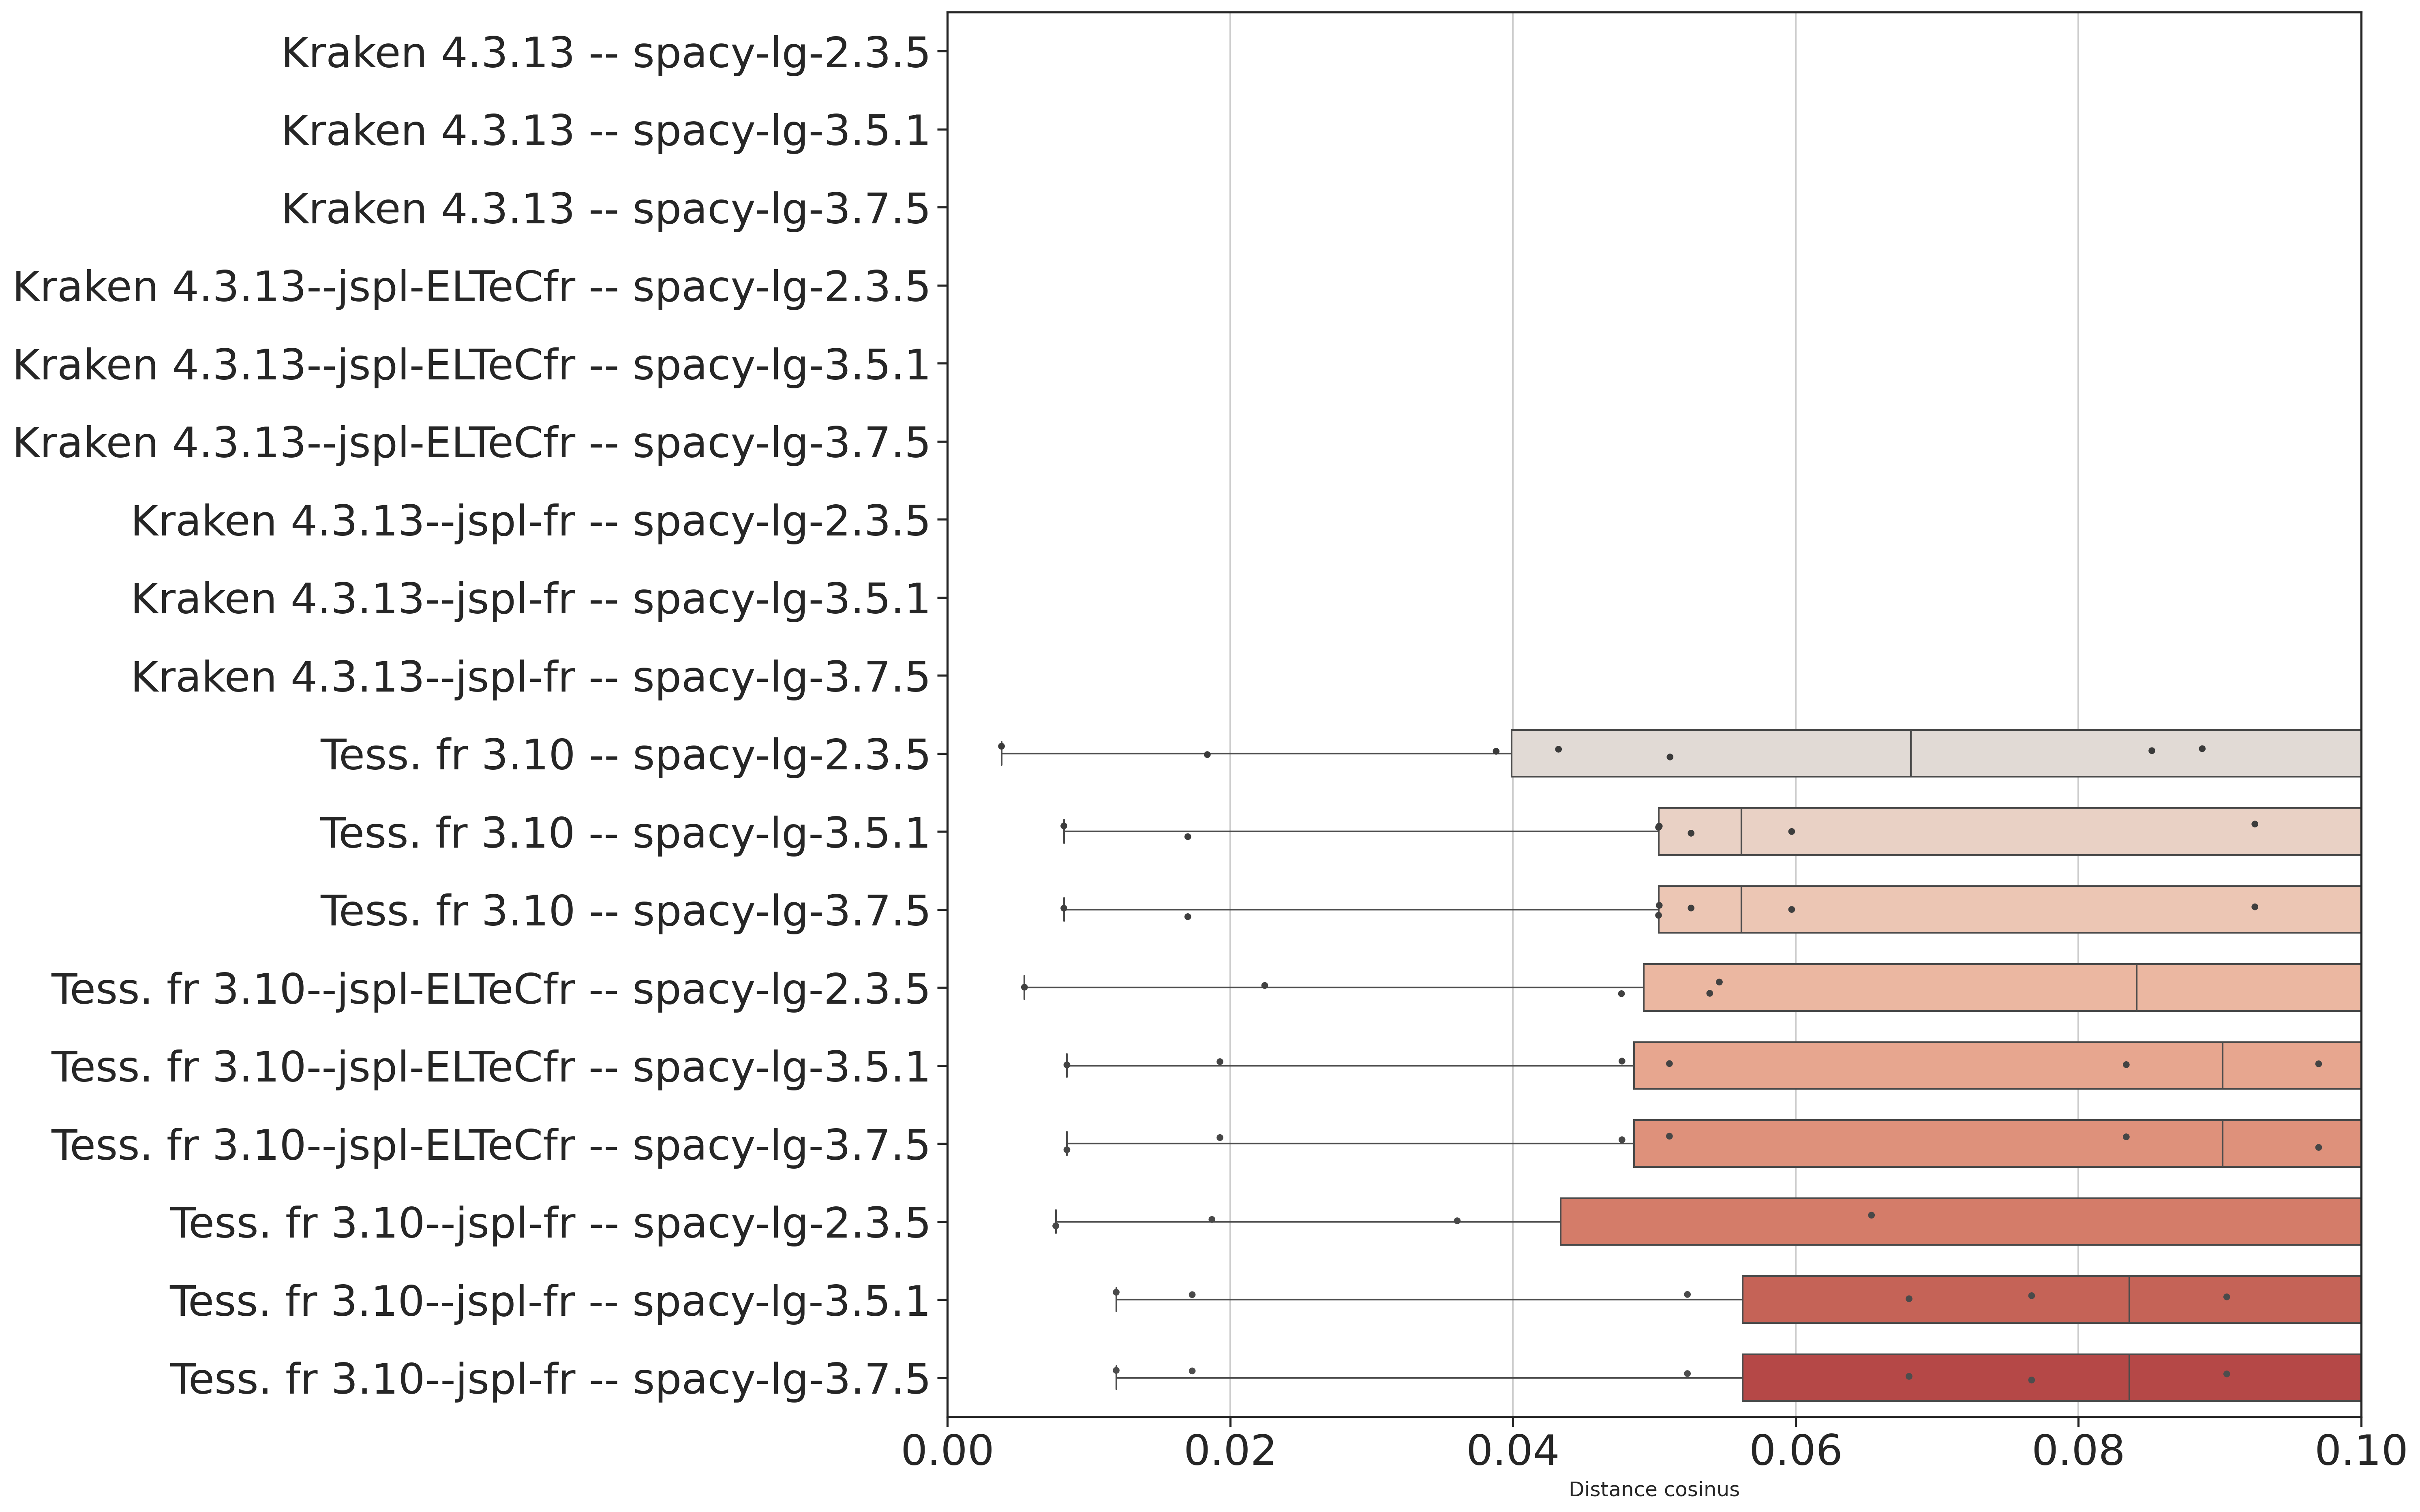 Kraken 4.3.13 -- spacy-lg-2.3.5
Kraken 4.3.13 -- spacy-lg-3.5.1
Kraken 4.3.13 -- spacy-lg-3.7.5
Kraken 4.3.13--jspl-ELTeCfr -- spacy-lg-2.3.5
Kraken 4.3.13--jspl-ELTeCfr -- spacy-lg-3.5.1
Kraken 4.3.13--jspl-ELTeCfr -- spacy-lg-3.7.5
Kraken 4.3.13--jspl-fr -- spacy-lg-2.3.5
Kraken 4.3.13--jspl-fr -- spacy-lg-3.5.1
Kraken 4.3.13--jspl-fr -- spacy-lg-3.7.5
Tess. fr 3.10 -- spacy-lg-2.3.5
Tess. fr 3.10 -- spacy-lg-3.5.1
Tess. fr 3.10 -- spacy-lg-3.7.5
Tess. fr 3.10--jspl-ELTeCfr -- spacy-lg-2.3.5
Tess. fr 3.10--jspl-ELTeCfr -- spacy-lg-3.5.1
Tess. fr 3.10--jspl-ELTeCfr -- spacy-lg-3.7.5
Tess. fr 3.10--jspl-fr -- spacy-lg-2.3.5
Tess. fr 3.10--jspl-fr -- spacy-lg-3.5.1
Tess. fr 3.10--jspl-fr -- spacy-lg-3.7.5
0.00 0.02 0.04 0.06 0.08 0.10
Distance cosinus